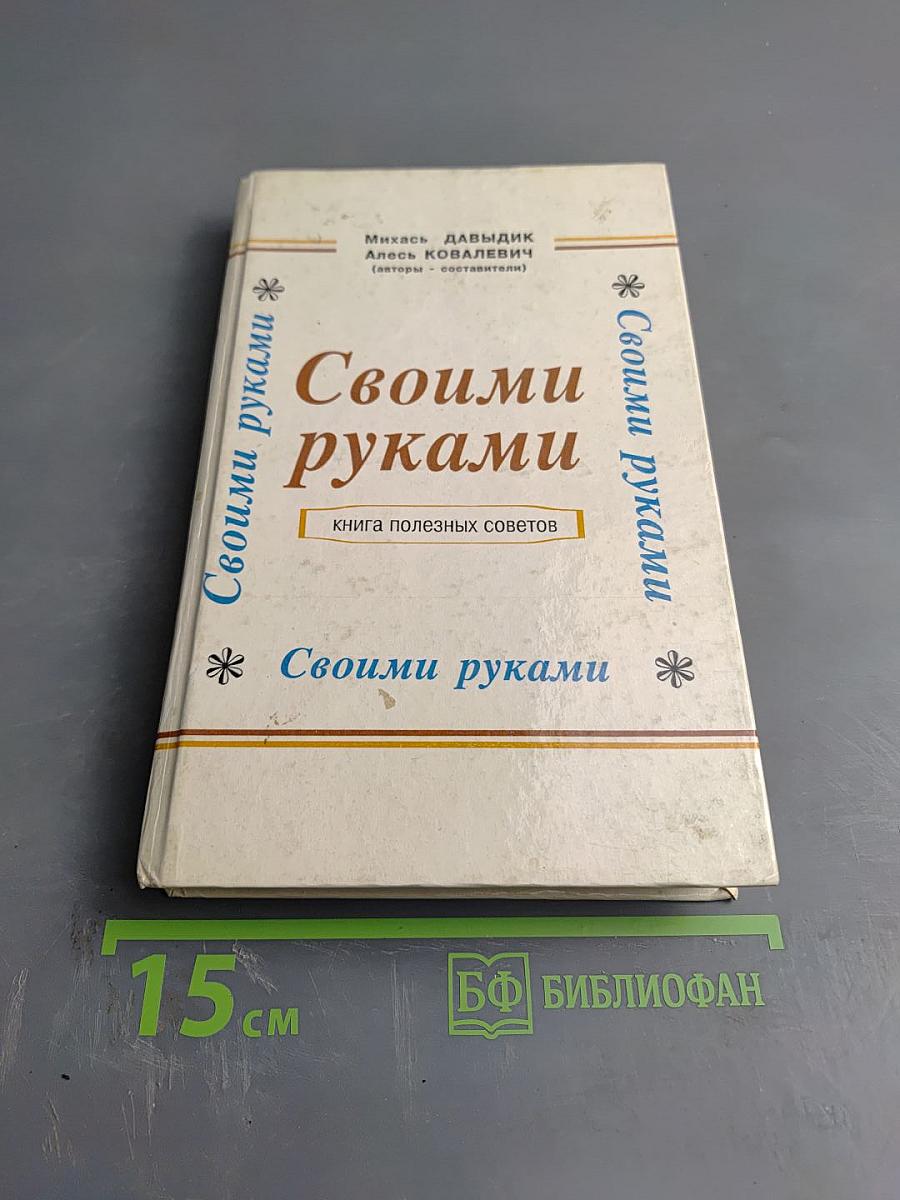 Михась ДАВЫДИК
Алесь КОВАЛЕВИЧ
(авторы - составители)
Своими руками
Своими
руками
Своими руками
книга полезных советов
Своими руками
15 см
БФ БИБЛИОФАН